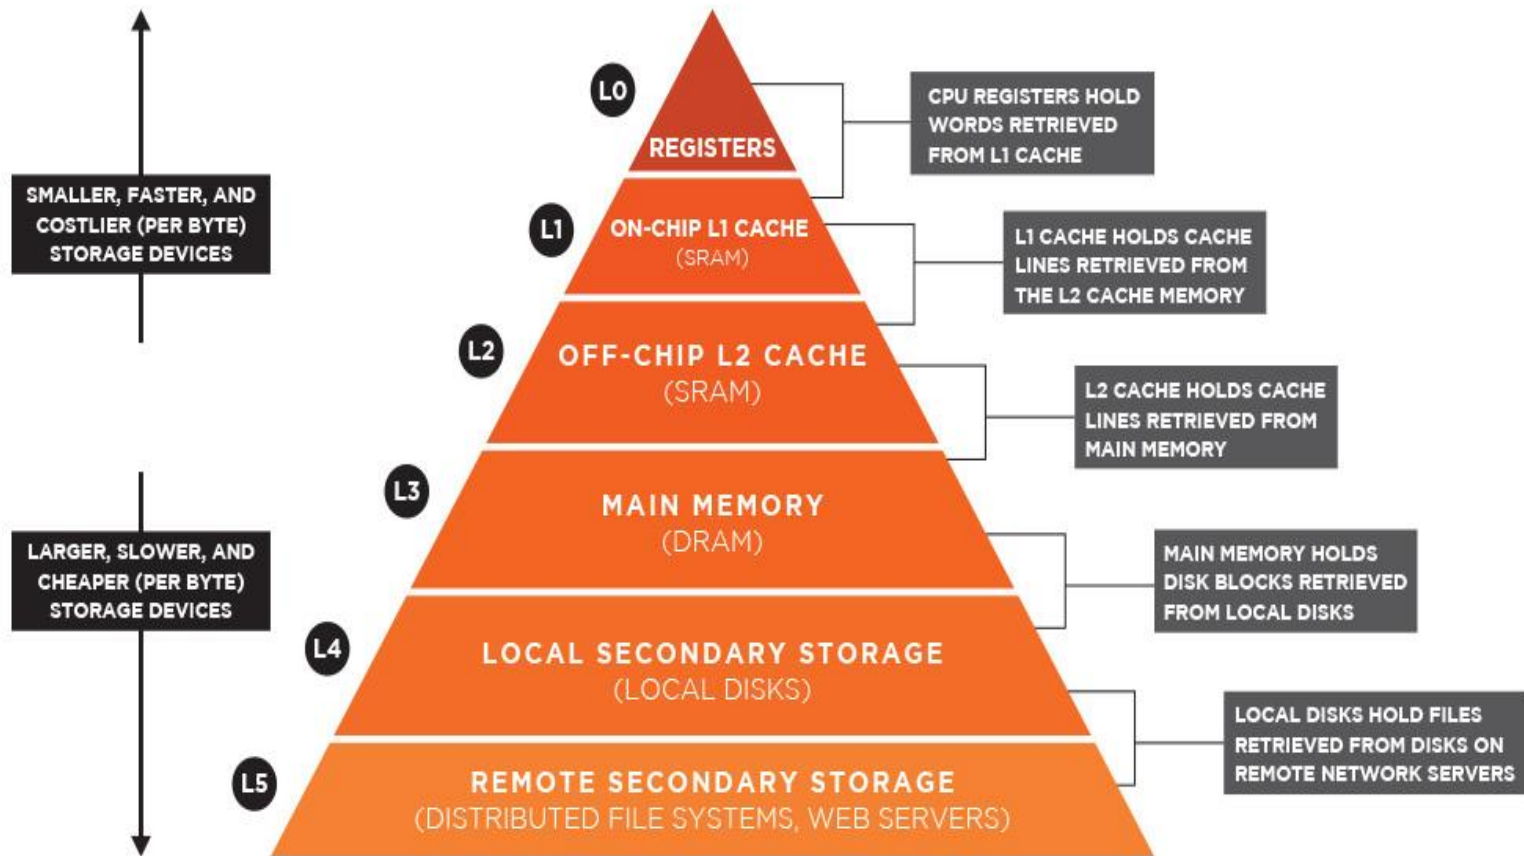 L0
REGISTERS
CPU REGISTERS HOLD
WORDS RETRIEVED
FROM L1 CACHE
SMALLER, FASTER, AND
COSTLIER (PER BYTE)
STORAGE DEVICES
L1
ON-CHIP L1 CACHE
(SRAM)
L1 CACHE HOLDS CACHE
LINES RETRIEVED FROM
THE L2 CACHE MEMORY
L2
OFF-CHIP L2 CACHE
(SRAM)
L2 CACHE HOLDS CACHE
LINES RETRIEVED FROM
MAIN MEMORY
L3
MAIN MEMORY
(DRAM)
MAIN MEMORY HOLDS
DISK BLOCKS RETRIEVED
FROM LOCAL DISKS
LARGER, SLOWER, AND
CHEAPER (PER BYTE)
STORAGE DEVICES
L4
LOCAL SECONDARY STORAGE
(LOCAL DISKS)
LOCAL DISKS HOLD FILES
RETRIEVED FROM DISKS ON
REMOTE NETWORK SERVERS
L5
REMOTE SECONDARY STORAGE
(DISTRIBUTED FILE SYSTEMS, WEB SERVERS)